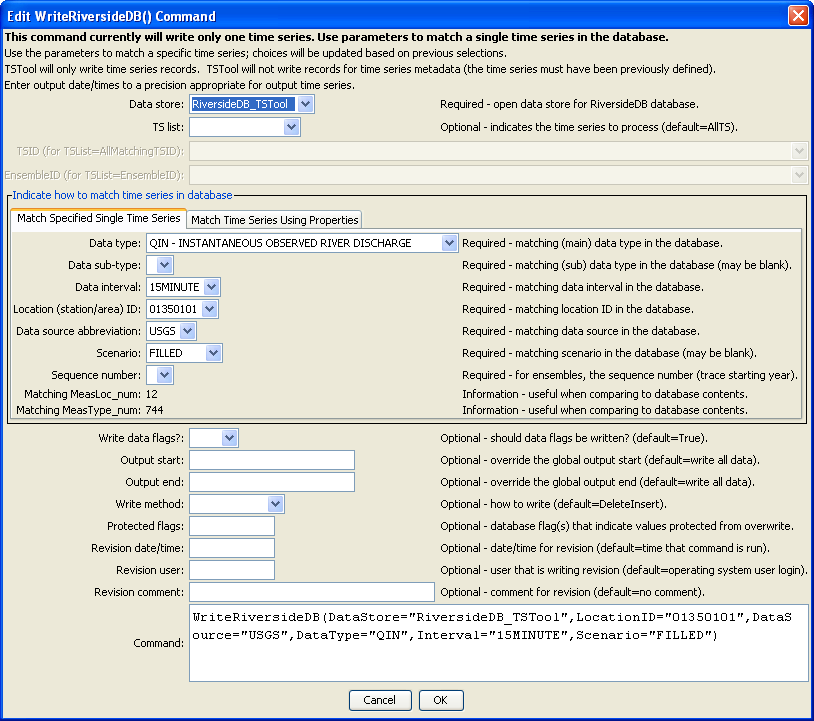 Edit WriteRiversideDB() Command
This command currently will write only one time series. Use parameters to match a single time series in the database.
Use the parameters to match a specific time series; choices will be updated based on previous selections.
TSTool will only write time series records.  TSTool will not write records for time series metadata (the time series must have been previously defined).
Enter output date/times to a precision appropriate for output time series.
Data store: RiversideDB_TSTool Required - open data store for RiversideDB database.
TS list: Optional - indicates the time series to process (default=AllTS).
TSID (for TSList=AllMatchingTSID):
EnsembleID (for TSList=EnsembleID):
Indicate how to match time series in database
Match Specified Single Time Series Match Time Series Using Properties
Data type: QIN - INSTANTANEOUS OBSERVED RIVER DISCHARGE Required - matching (main) data type in the database.
Data sub-type: Required - matching (sub) data type in the database (may be blank).
Data interval: 15MINUTE Required - matching data interval in the database.
Location (station/area) ID: 01350101 Required - matching location ID in the database.
Data source abbreviation: USGS Required - matching data source in the database.
Scenario: FILLED Required - matching scenario in the database (may be blank).
Sequence number: Required - for ensembles, the sequence number (trace starting year).
Matching MeasLoc_num: 12 Information - useful when comparing to database contents.
Matching MeasType_num: 744 Information - useful when comparing to database contents.
Write data flags?: Optional - should data flags be written? (default=True).
Output start: Optional - override the global output start (default=write all data).
Output end: Optional - override the global output end (default=write all data).
Write method: Optional - how to write (default=DeleteInsert).
Protected flags: Optional - database flag(s) that indicate values protected from overwrite.
Revision date/time: Optional - date/time for revision (default=time that command is run).
Revision user: Optional - user that is writing revision (default=operating system user login).
Revision comment: Optional - comment for revision (default=no comment).
Command: WriteRiversideDB(DataStore="RiversideDB_TSTool",LocationID="01350101",DataS
ource="USGS",DataType="QIN",Interval="15MINUTE",Scenario="FILLED")
Cancel OK